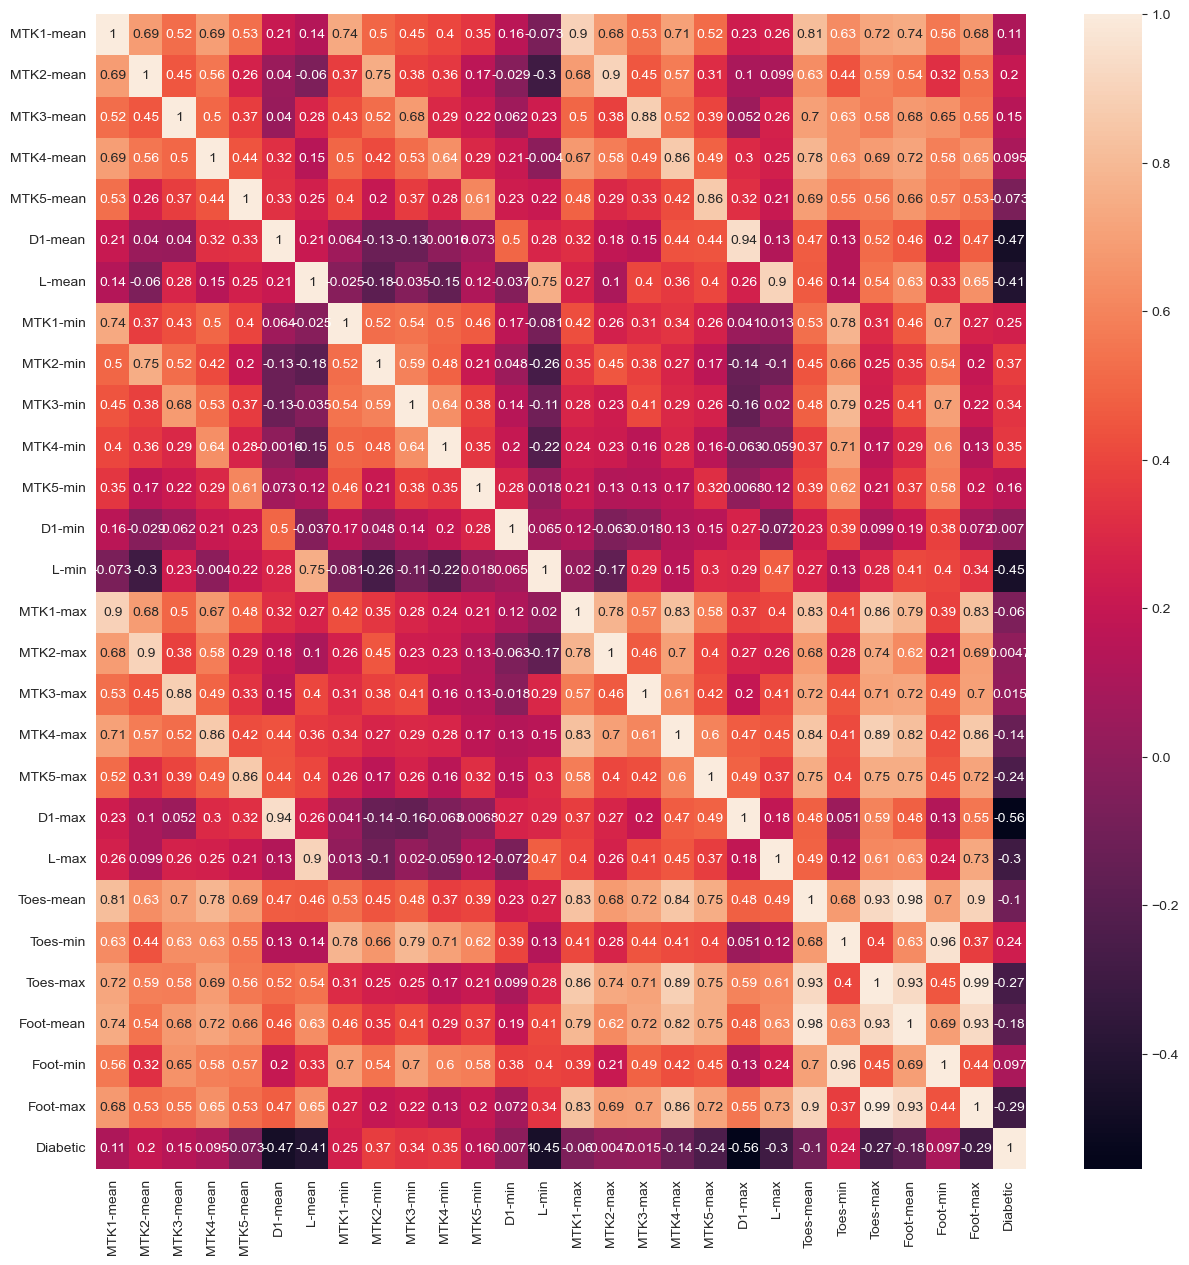 MTK1-mean 1 0.69 0.52 0.69 0.53 0.21 0.14 0.74 0.5 0.45 0.4 0.35 0.16 -0.073 0.9 0.68 0.53 0.71 0.52 0.23 0.26 0.81 0.63 0.72 0.74 0.56 0.68 0.11
MTK2-mean 0.69 1 0.45 0.56 0.26 0.04 -0.06 0.37 0.75 0.38 0.36 0.17 -0.029 -0.3 0.68 0.9 0.45 0.57 0.31 0.1 0.099 0.63 0.44 0.59 0.54 0.32 0.53 0.2
MTK3-mean 0.52 0.45 1 0.5 0.37 0.04 0.28 0.43 0.52 0.68 0.29 0.22 0.062 0.23 0.5 0.38 0.88 0.52 0.39 0.052 0.26 0.7 0.63 0.58 0.68 0.65 0.55 0.15
MTK4-mean 0.69 0.56 0.5 1 0.44 0.32 0.15 0.5 0.42 0.53 0.64 0.29 0.21 -0.004 0.67 0.58 0.49 0.86 0.49 0.3 0.25 0.78 0.63 0.69 0.72 0.58 0.65 0.095
MTK5-mean 0.53 0.26 0.37 0.44 1 0.33 0.25 0.4 0.2 0.37 0.28 0.61 0.23 0.22 0.48 0.29 0.33 0.42 0.86 0.32 0.21 0.69 0.55 0.56 0.66 0.57 0.53 -0.073
D1-mean 0.21 0.04 0.04 0.32 0.33 1 0.21 0.064 -0.13 -0.13 -0.0016 0.073 0.5 0.28 0.32 0.18 0.15 0.44 0.44 0.94 0.13 0.47 0.13 0.52 0.46 0.2 0.47 -0.47
L-mean 0.14 -0.06 0.28 0.15 0.25 0.21 1 -0.025 -0.18 -0.035 -0.15 0.12 -0.037 0.75 0.27 0.1 0.4 0.36 0.4 0.26 0.9 0.46 0.14 0.54 0.63 0.33 0.65 -0.41
MTK1-min 0.74 0.37 0.43 0.5 0.4 0.064 -0.025 1 0.52 0.54 0.5 0.46 0.17 -0.081 0.42 0.26 0.31 0.34 0.26 0.041 0.013 0.53 0.78 0.31 0.46 0.7 0.27 0.25
MTK2-min 0.5 0.75 0.52 0.42 0.2 -0.13 -0.18 0.52 1 0.59 0.48 0.21 0.048 -0.26 0.35 0.45 0.38 0.27 0.17 -0.14 -0.1 0.45 0.66 0.25 0.35 0.54 0.2 0.37
MTK3-min 0.45 0.38 0.68 0.53 0.37 -0.13 -0.035 0.54 0.59 1 0.64 0.38 0.14 -0.11 0.28 0.23 0.41 0.29 0.26 -0.16 0.02 0.48 0.79 0.25 0.41 0.7 0.22 0.34
MTK4-min 0.4 0.36 0.29 0.64 0.28 -0.0016 -0.15 0.5 0.48 0.64 1 0.35 0.2 -0.22 0.24 0.23 0.16 0.28 0.16 -0.063 -0.059 0.37 0.71 0.17 0.29 0.6 0.13 0.35
MTK5-min 0.35 0.17 0.22 0.29 0.61 0.073 0.12 0.46 0.21 0.38 0.35 1 0.28 0.018 0.21 0.13 0.13 0.17 0.32 0.0068 0.12 0.39 0.62 0.21 0.37 0.58 0.2 0.16
D1-min 0.16 -0.029 0.062 0.21 0.23 0.5 -0.037 0.17 0.048 0.14 0.2 0.28 1 0.065 0.12 -0.063 -0.018 0.13 0.15 0.27 -0.072 0.23 0.39 0.099 0.19 0.38 0.072
L-min -0.073 -0.3 0.23 -0.004 0.22 0.28 0.75 -0.081 -0.26 -0.11 -0.22 0.018 0.065 1 0.02 -0.17 0.29 0.15 0.3 0.29 0.47 0.27 0.13 0.28 0.41 0.4 0.34 -0.45
MTK1-max 0.9 0.68 0.5 0.67 0.48 0.32 0.27 0.42 0.35 0.28 0.24 0.21 0.12 0.02 1 0.78 0.57 0.83 0.58 0.37 0.4 0.83 0.41 0.86 0.79 0.39 0.83 -0.06
MTK2-max 0.68 0.9 0.38 0.58 0.29 0.18 0.1 0.26 0.45 0.23 0.23 0.13 -0.063 -0.17 0.78 1 0.46 0.7 0.4 0.27 0.26 0.68 0.28 0.74 0.62 0.21 0.69 0.0047
MTK3-max 0.53 0.45 0.88 0.49 0.33 0.15 0.4 0.31 0.38 0.41 0.16 0.13 -0.018 0.29 0.57 0.46 1 0.61 0.42 0.2 0.41 0.72 0.44 0.71 0.72 0.49 0.7 0.015
MTK4-max 0.71 0.57 0.52 0.86 0.42 0.44 0.36 0.34 0.27 0.29 0.28 0.17 0.13 0.15 0.83 0.7 0.61 1 0.6 0.47 0.45 0.84 0.41 0.89 0.82 0.42 0.86 -0.14
MTK5-max 0.52 0.31 0.39 0.49 0.86 0.44 0.4 0.26 0.17 0.26 0.16 0.32 0.15 0.3 0.58 0.4 0.42 0.6 1 0.49 0.37 0.75 0.4 0.75 0.75 0.45 0.72 -0.24
D1-max 0.23 0.1 0.052 0.3 0.32 0.94 0.26 0.041 -0.14 -0.16 -0.063 0.0068 0.27 0.29 0.37 0.27 0.2 0.47 0.49 1 0.18 0.48 0.051 0.59 0.48 0.13 0.55 -0.56
L-max 0.26 0.099 0.26 0.25 0.21 0.13 0.9 0.013 -0.1 0.02 -0.059 0.12 -0.072 0.47 0.4 0.26 0.41 0.45 0.37 0.18 1 0.49 0.12 0.61 0.63 0.24 0.73 -0.3
Toes-mean 0.81 0.63 0.7 0.78 0.69 0.47 0.46 0.53 0.45 0.48 0.37 0.39 0.23 0.27 0.83 0.68 0.72 0.84 0.75 0.48 0.49 1 0.68 0.93 0.98 0.7 0.9 -0.1
Toes-min 0.63 0.44 0.63 0.63 0.55 0.13 0.14 0.78 0.66 0.79 0.71 0.62 0.39 0.13 0.41 0.28 0.44 0.41 0.4 0.051 0.12 0.68 1 0.4 0.63 0.96 0.37 0.24
Toes-max 0.72 0.59 0.58 0.69 0.56 0.52 0.54 0.31 0.25 0.25 0.17 0.21 0.099 0.28 0.86 0.74 0.71 0.89 0.75 0.59 0.61 0.93 0.4 1 0.93 0.45 0.99 -0.27
Foot-mean 0.74 0.54 0.68 0.72 0.66 0.46 0.63 0.46 0.35 0.41 0.29 0.37 0.19 0.41 0.79 0.62 0.72 0.82 0.75 0.48 0.63 0.98 0.63 0.93 1 0.69 0.93 -0.18
Foot-min 0.56 0.32 0.65 0.58 0.57 0.2 0.33 0.7 0.54 0.7 0.6 0.58 0.38 0.4 0.39 0.21 0.49 0.42 0.45 0.13 0.24 0.7 0.96 0.45 0.69 1 0.44 0.097
Foot-max 0.68 0.53 0.55 0.65 0.53 0.47 0.65 0.27 0.2 0.22 0.13 0.2 0.072 0.34 0.83 0.69 0.7 0.86 0.72 0.55 0.73 0.9 0.37 0.99 0.93 0.44 1 -0.29
Diabetic 0.11 0.2 0.15 0.095 -0.073 -0.47 -0.41 0.25 0.37 0.34 0.35 0.16 -0.0071 -0.45 -0.06 0.0047 0.015 -0.14 -0.24 -0.56 -0.3 -0.1 0.24 -0.27 -0.18 0.097 -0.29 1
MTK1-mean MTK2-mean MTK3-mean MTK4-mean MTK5-mean D1-mean L-mean MTK1-min MTK2-min MTK3-min MTK4-min MTK5-min D1-min L-min MTK1-max MTK2-max MTK3-max MTK4-max MTK5-max D1-max L-max Toes-mean Toes-min Toes-max Foot-mean Foot-min Foot-max Diabetic
1.0
0.8
0.6
0.4
0.2
0.0
−0.2
−0.4